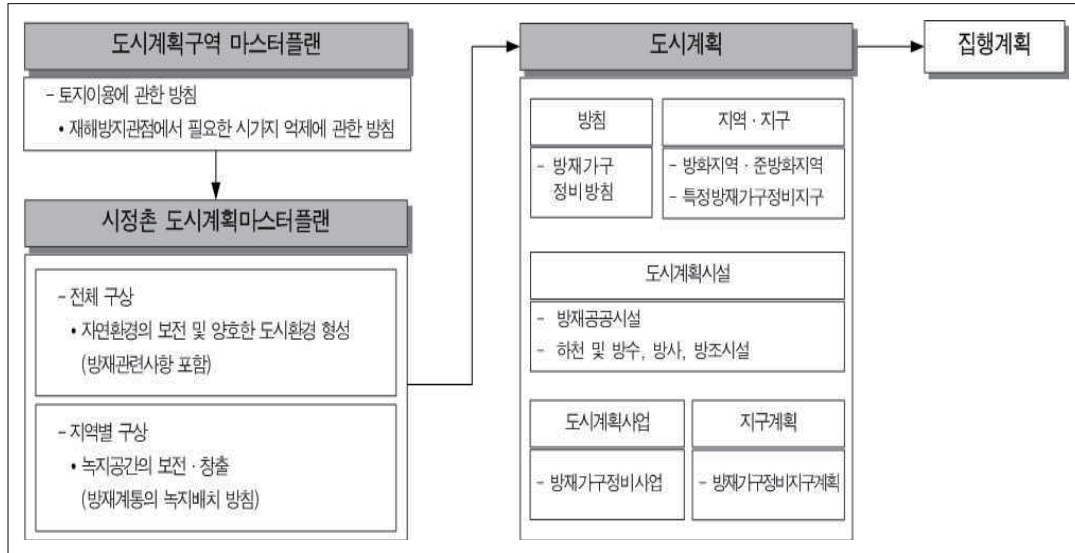 도시계획구역 마스터플랜
- 토지이용에 관한 방침
• 재해방지관점에서 필요한 시가지 억제에 관한 방침
시정촌 도시계획마스터플랜
- 전체 구상
• 자연환경의 보전 및 양호한 도시환경 형성
(방재관련사항 포함)
- 지역별 구상
• 녹지공간의 보전 · 창출
(방재계통의 녹지배치 방침)
도시계획
방침
- 방재가구
정비방침
지역 · 지구
- 방화지역 · 준방화지역
- 특정방재가구정비지구
도시계획시설
- 방재공공시설
- 하천 및 방수, 방사, 방조시설
도시계획사업
- 방재가구정비사업
지구계획
- 방재가구정비지구계획
집행계획